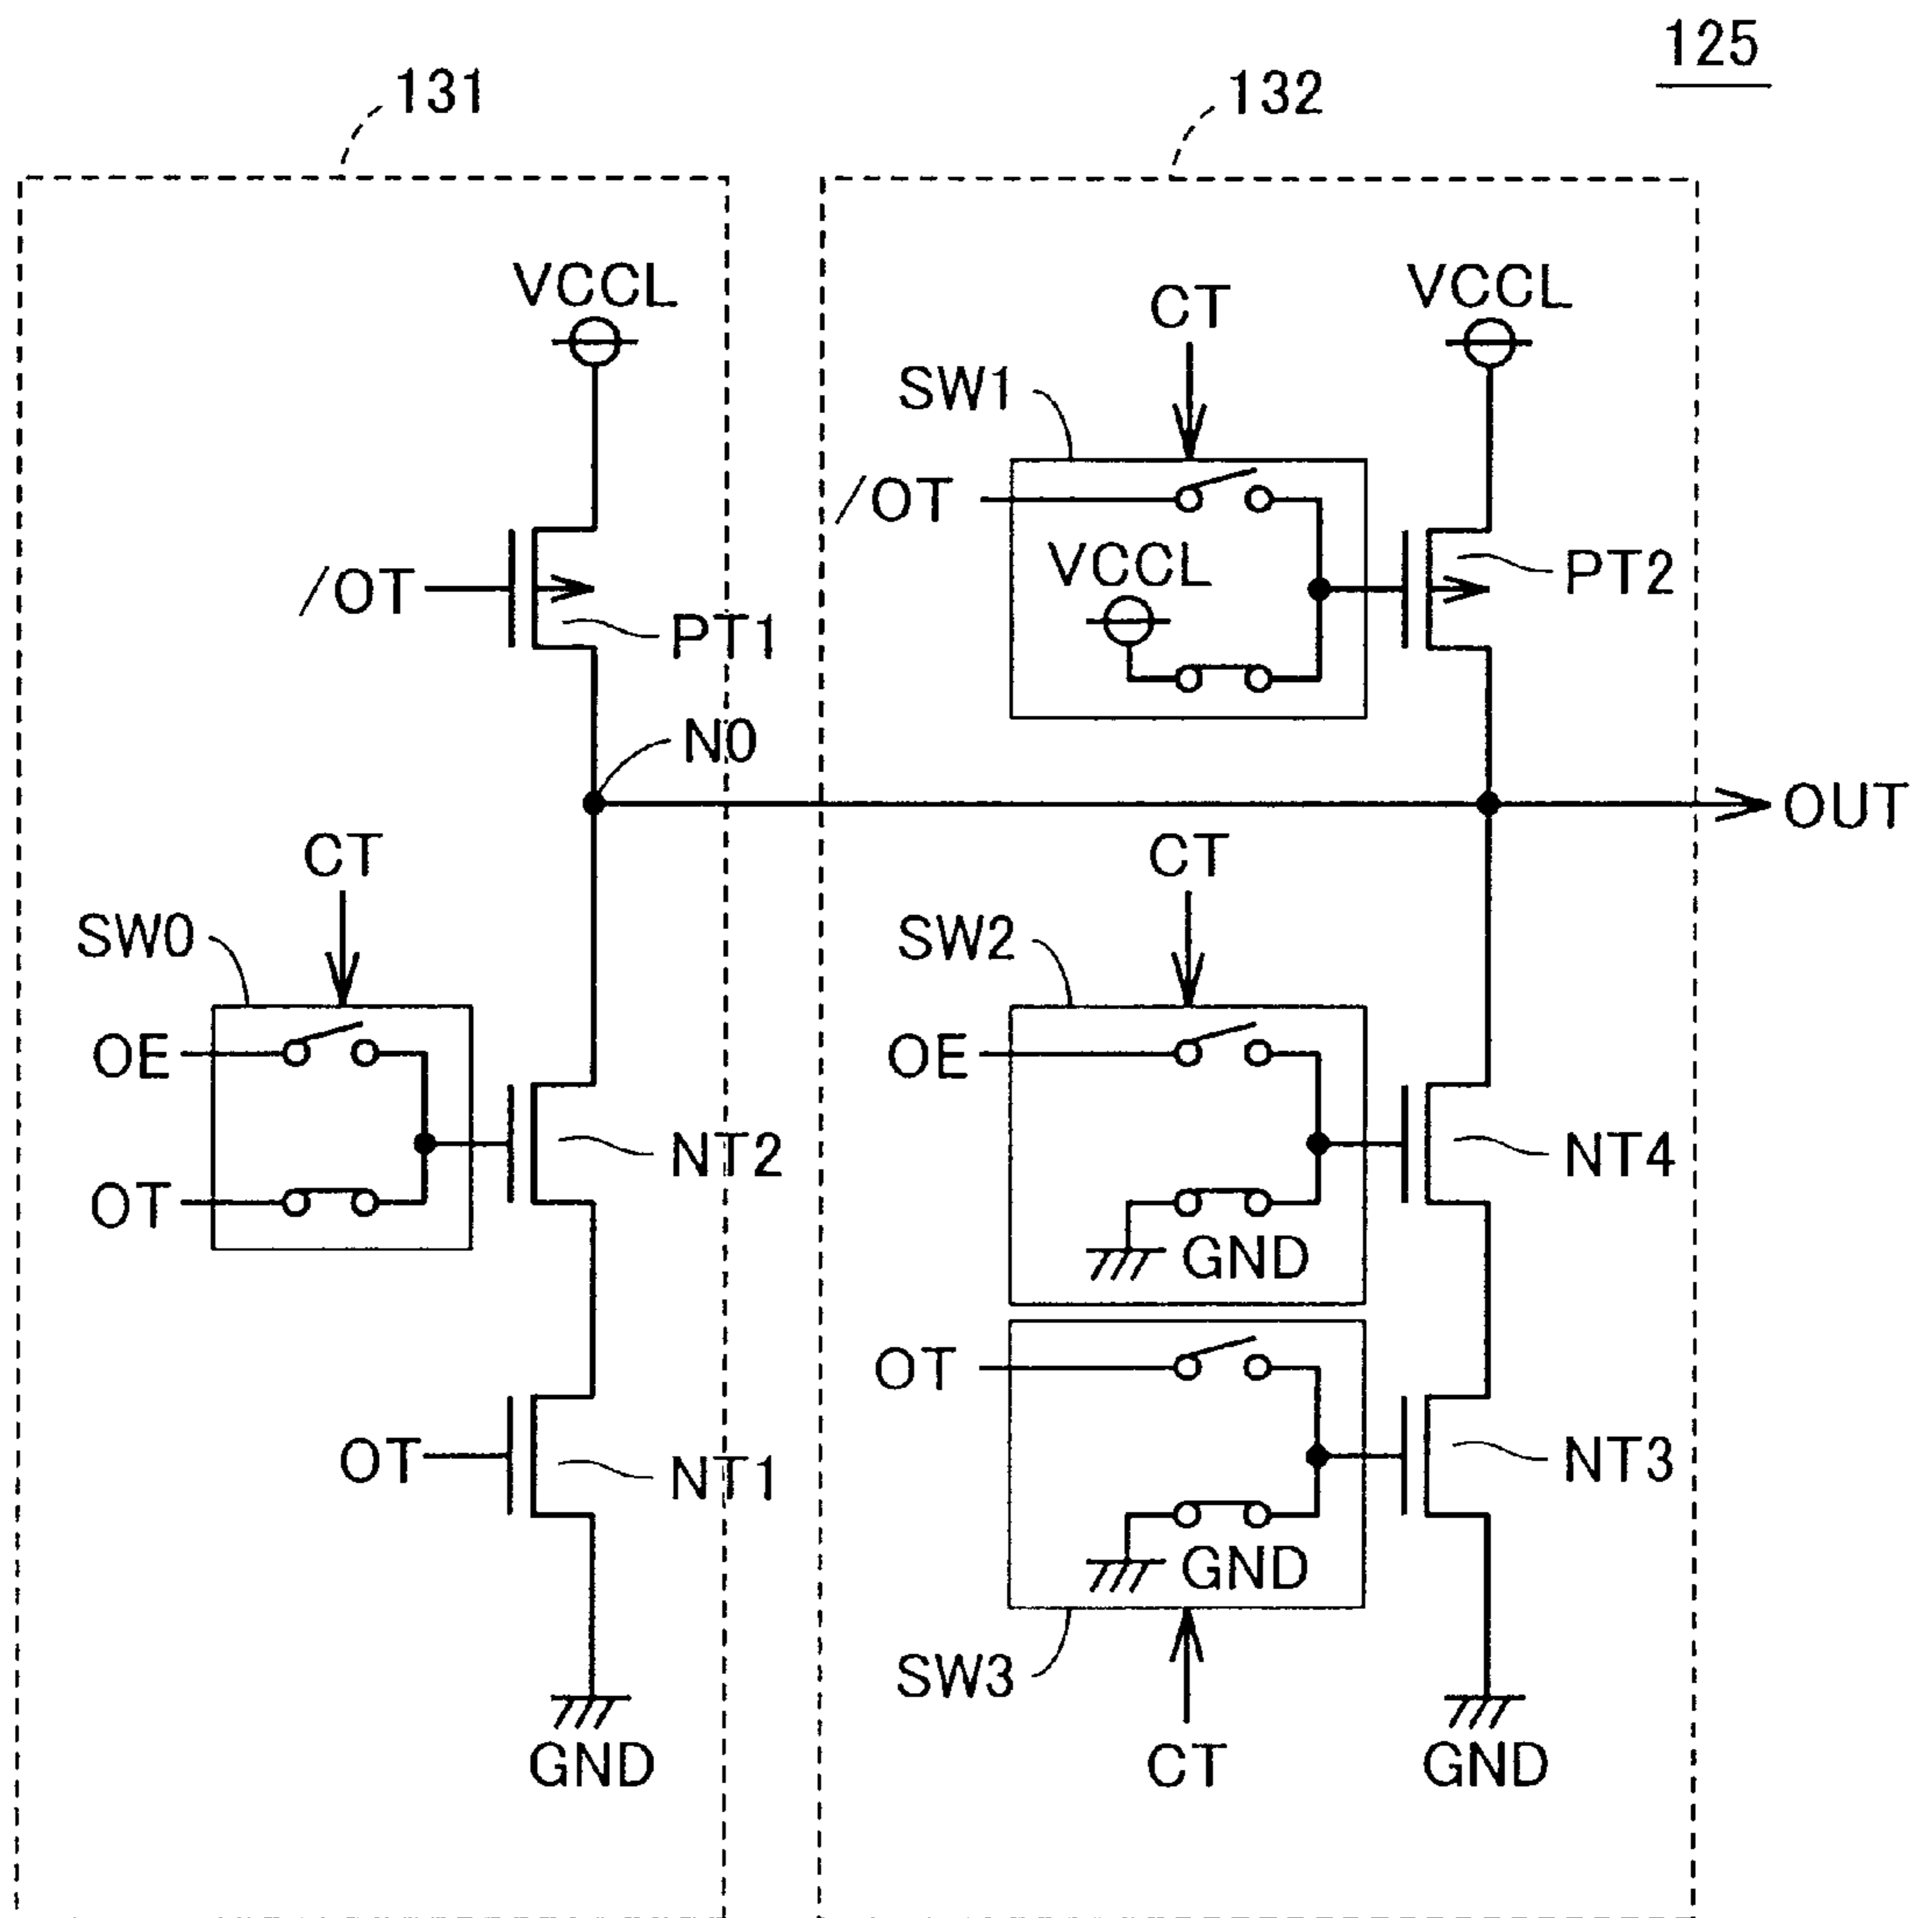 125
131
132
VCCL
/OT
PT1
N0
CT
SW0
OE
OT
NT2
OT
NT1
GND
CT
VCCL
SW1
/OT
VCCL
PT2
OUT
CT
SW2
OE
GND
NT4
OT
GND
NT3
SW3
CT
GND